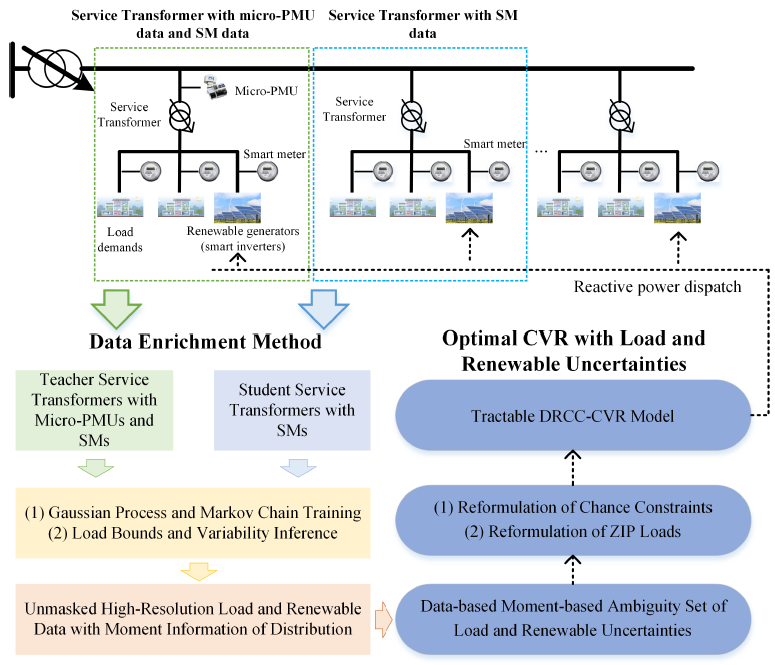 Service Transformer with micro-PMU
data and SM data
Service Transformer with SM
data
Micro-PMU
Service
Transformer
Smart meter
Load
demands
Renewable generators
(smart inverters)
Service
Transformer
Smart meter
...
Reactive power dispatch
Data Enrichment Method
Teacher Service
Transformers with
Micro-PMUs and
SMs
Student Service
Transformers with
SMs
(1) Gaussian Process and Markov Chain Training
(2) Load Bounds and Variability Inference
Unmasked High-Resolution Load and Renewable
Data with Moment Information of Distribution
Optimal CVR with Load and
Renewable Uncertainties
Tractable DRCC-CVR Model
(1) Reformulation of Chance Constraints
(2) Reformulation of ZIP Loads
Data-based Moment-based Ambiguity Set of
Load and Renewable Uncertainties